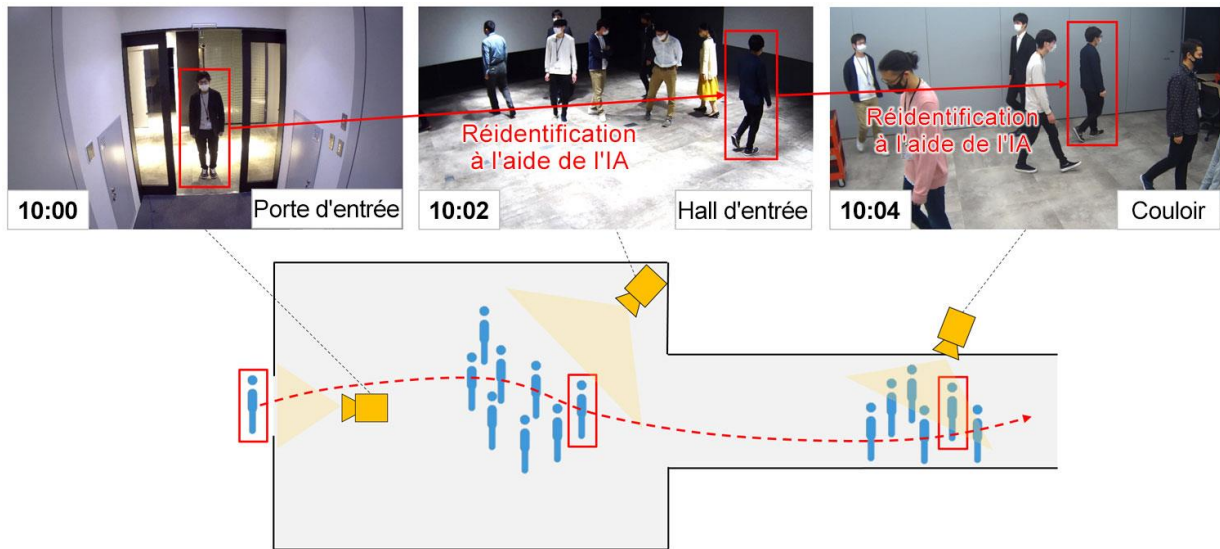 Réidentification
à l'aide de l'IA
Réidentification
à l'aide de l'IA
10:00
Porte d'entrée
10:02
Hall d'entrée
10:04
Couloir